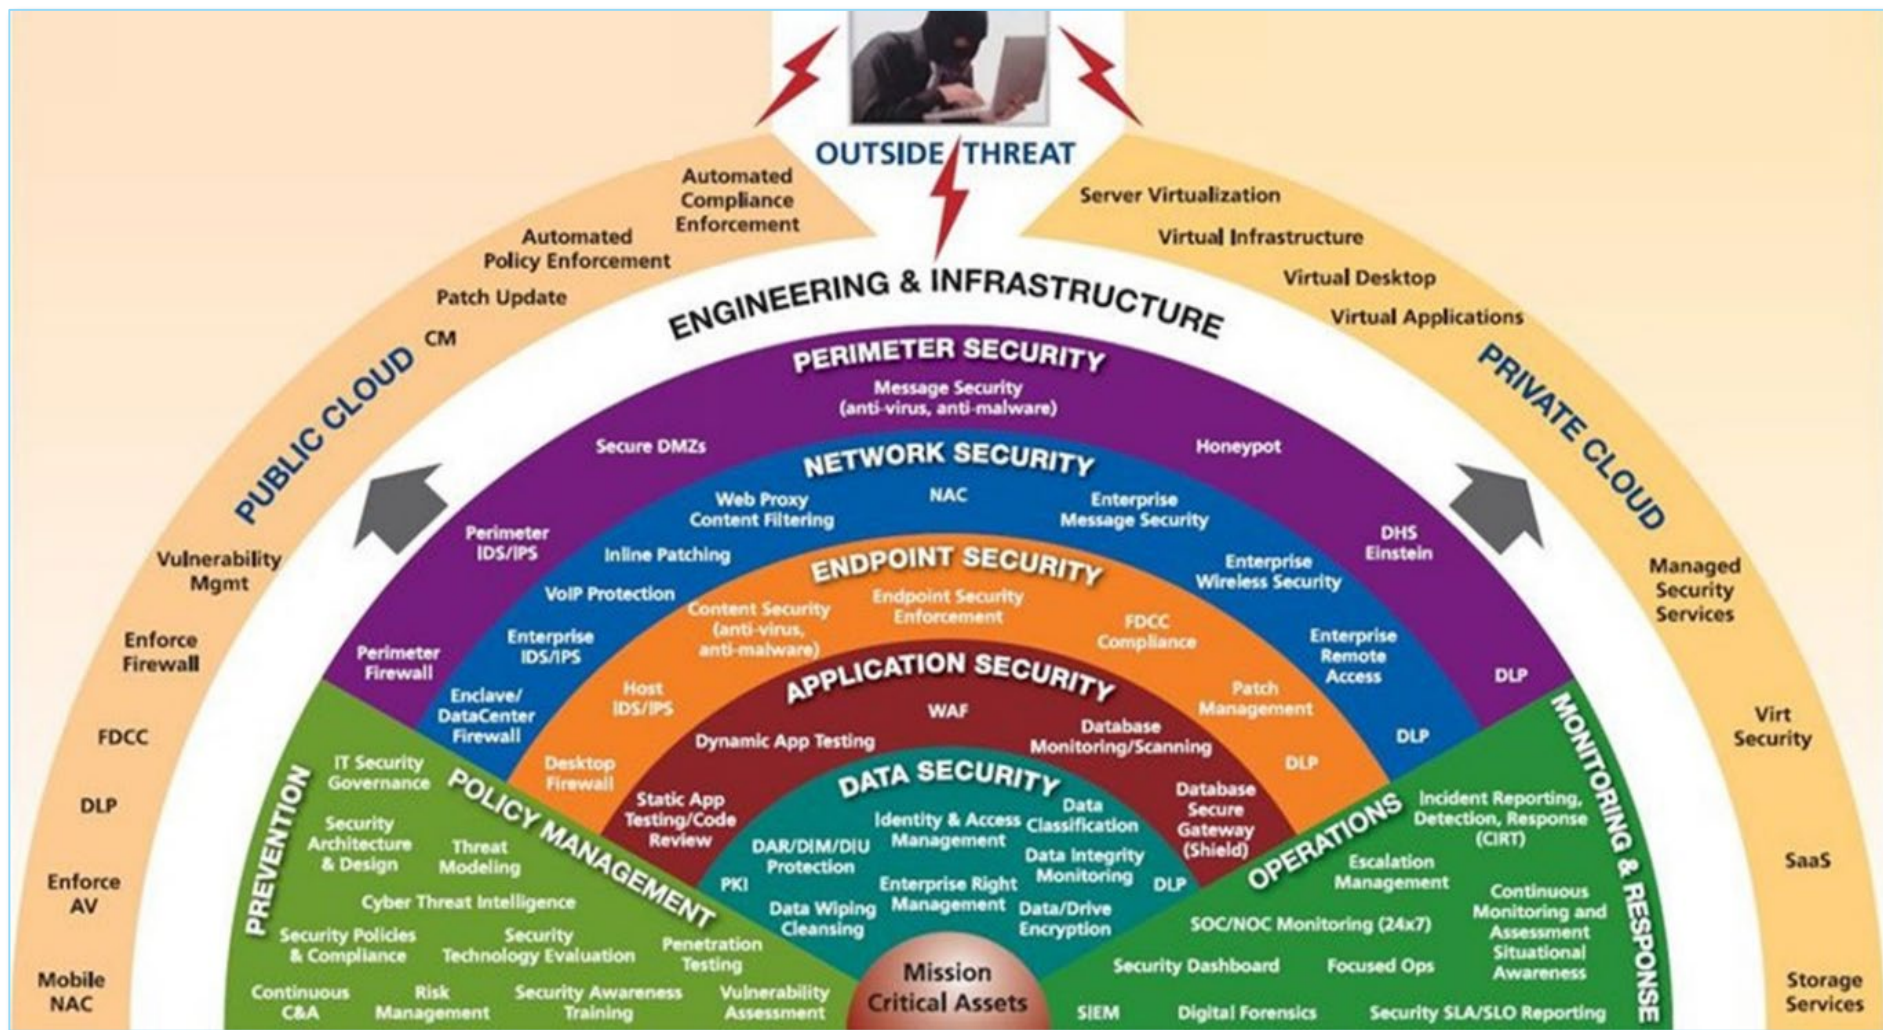 OUTSIDE THREAT
Automated
Compliance
Enforcement
Automated
Policy Enforcement
Patch Update
CM
PUBLIC CLOUD
Vulnerability
Mgmt
Enforce
Firewall
FDCC
DLP
Enforce
AV
Mobile
NAC
Server Virtualization
Virtual Infrastructure
Virtual Desktop
Virtual Applications
PRIVATE CLOUD
Managed
Security
Services
Virt
Security
SaaS
Storage
Services
ENGINEERING & INFRASTRUCTURE
PERIMETER SECURITY
Message Security
(anti-virus, anti-malware)
Secure DMZs
Honeypot
Perimeter
IDS/IPS
DHS
Einstein
Perimeter
Firewall
DLP
NETWORK SECURITY
Web Proxy
Content Filtering
NAC
Enterprise
Message Security
Inline Patching
Enterprise
Wireless Security
VoIP Protection
Enterprise
IDS/IPS
Enterprise
Remote
Access
Enclave/
DataCenter
Firewall
DLP
ENDPOINT SECURITY
Content Security
(anti-virus,
anti-malware)
Endpoint Security
Enforcement
FDCC
Compliance
Host
IDS/IPS
Patch
Management
Desktop
Firewall
DLP
APPLICATION SECURITY
WAF
Dynamic App Testing
Database
Monitoring/Scanning
Static App
Testing/Code
Review
Database
Secure
Gateway
(Shield)
DATA SECURITY
Identity & Access
Management
Data
Classification
DAR/DIM/DIU
Protection
Data Integrity
Monitoring
PKI
Enterprise Right
Management
DLP
Data Wiping
Cleansing
Data/Drive
Encryption
Mission
Critical Assets
PREVENTION
POLICY MANAGEMENT
IT Security
Governance
Security
Architecture
& Design
Threat
Modeling
Cyber Threat Intelligence
Security Policies
& Compliance
Security
Technology Evaluation
Penetration
Testing
Continuous
C&A
Risk
Management
Security Awareness
Training
Vulnerability
Assessment
OPERATIONS
MONITORING & RESPONSE
Incident Reporting,
Detection, Response
(CIRT)
Escalation
Management
SOC/NOC Monitoring (24x7)
Continuous
Monitoring and
Assessment
Situational
Awareness
Security Dashboard
Focused Ops
SIEM
Digital Forensics
Security SLA/SLO Reporting